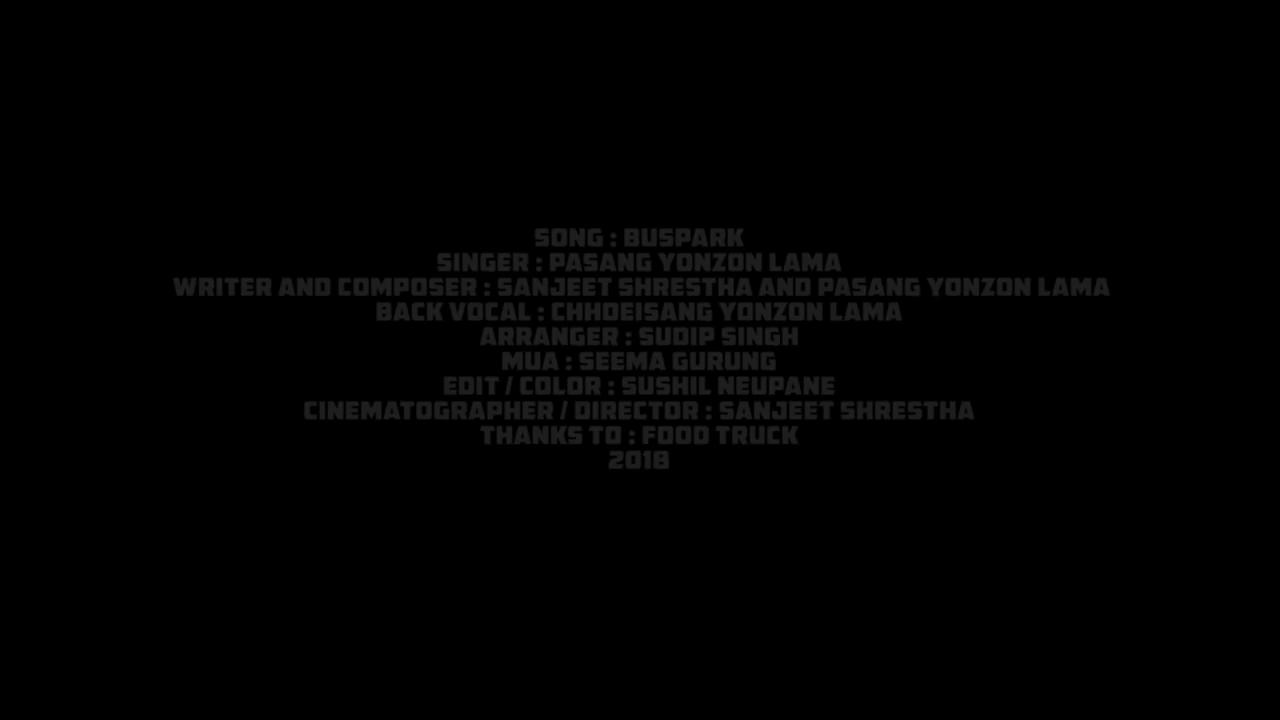 SONG : BUSPARK
SINGER : PASANG YONZON LAMA
WRITER AND COMPOSER : SANJEET SHRESTHA AND PASANG YONZON LAMA
BACK VOCAL : CHHOEISANG YONZON LAMA
ARRANGER : SUDIP SINGH
MUA : SEEMA GURUNG
EDIT / COLOR : SUSHIL NEUPANE
CINEMATOGRAPHER / DIRECTOR : SANJEET SHRESTHA
THANKS TO : FOOD TRUCK
2018